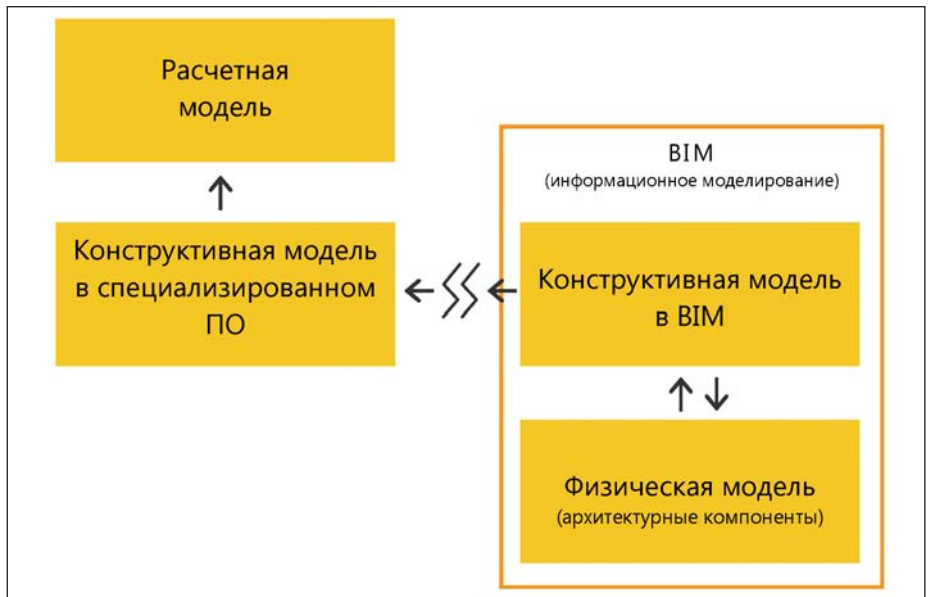 Расчетная
модель
BIM
(информационное моделирование)
Конструктивная модель
в специализированном
ПО
Конструктивная модель
в BIM
Физическая модель
(архитектурные компоненты)